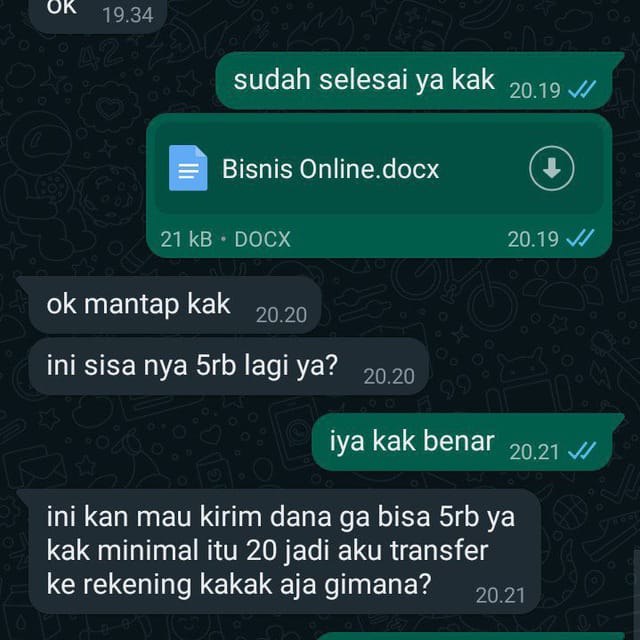 ok 19.34
sudah selesai ya kak 20.19
Bisnis Online.docx
21 kB • DOCX 20.19
ok mantap kak 20.20
ini sisa nya 5rb lagi ya? 20.20
iya kak benar 20.21
ini kan mau kirim dana ga bisa 5rb ya
kak minimal itu 20 jadi aku transfer
ke rekening kakak aja gimana? 20.21